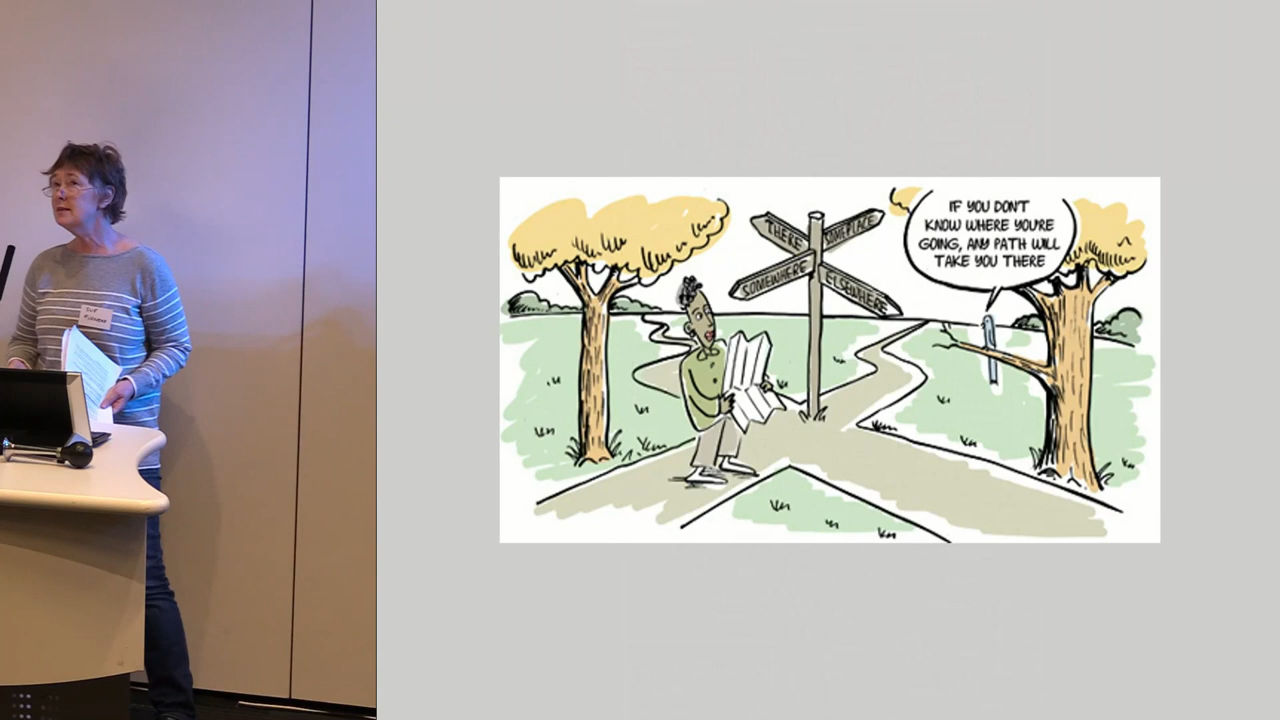 IF YOU DON'T
KNOW WHERE YOU'RE
GOING, ANY PATH WILL
TAKE YOU THERE
THERE
SOMEPLACE
SOMEWHERE
ELSEWHERE